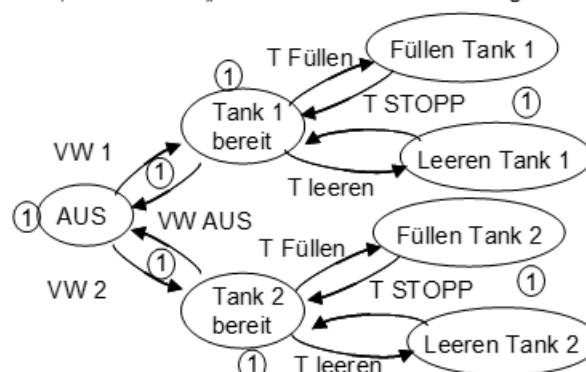 T Füllen
Füllen Tank 1
1
Tank 1
bereit
T STOPP
1
VW 1
1
T leeren
Leeren Tank 1
1
AUS
VW AUS
T Füllen
Füllen Tank 2
VW 2
1
Tank 2
bereit
T STOPP
1
1
T leeren
Leeren Tank 2